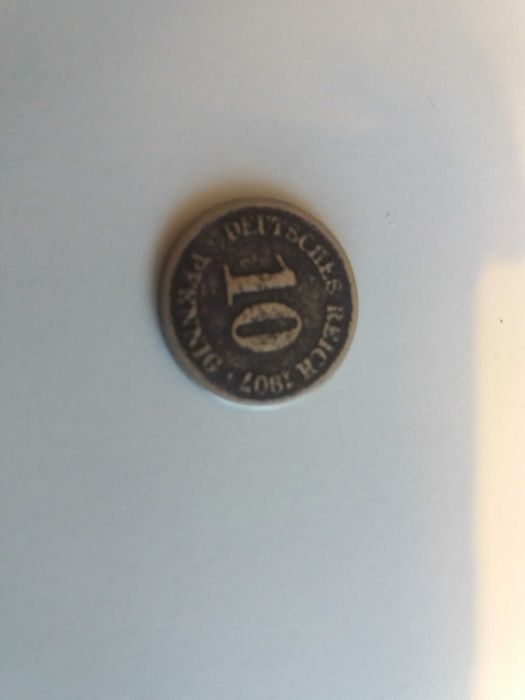 DEUTSCHES REICH 1907
10
PFENNIG